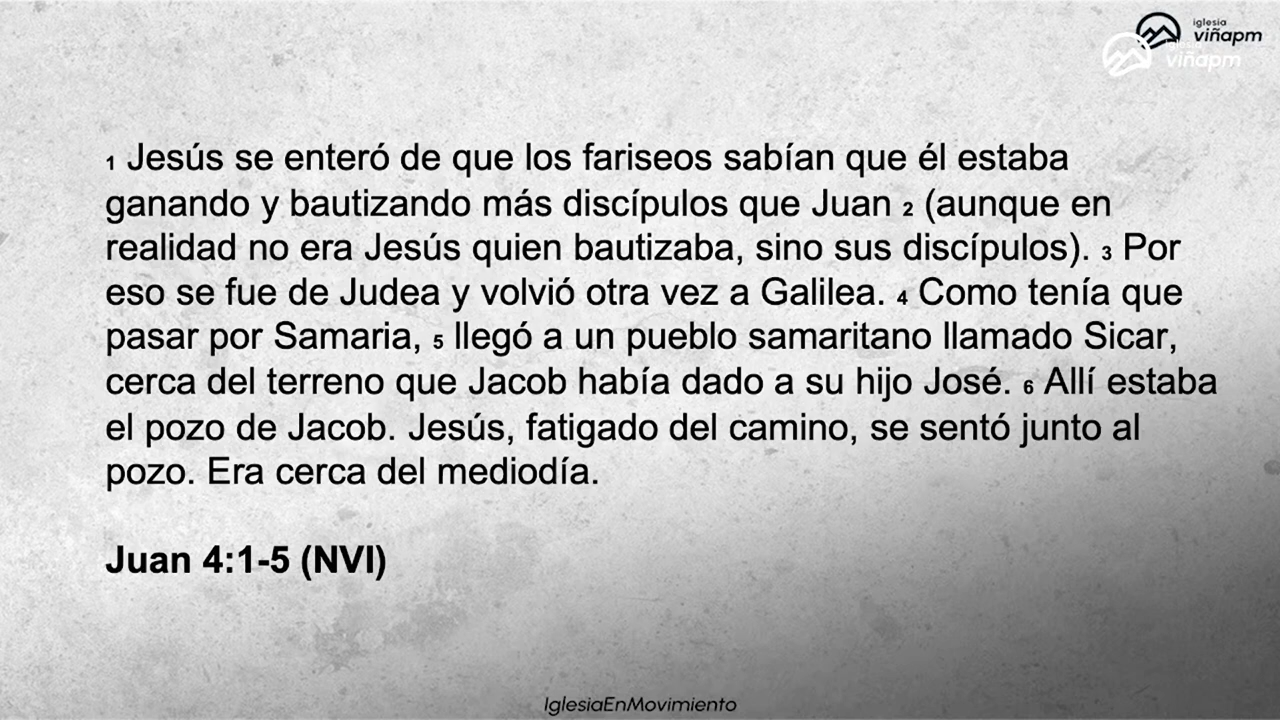 iglesia
viñapm
iglesia
viñapm
1 Jesús se enteró de que los fariseos sabían que él estaba
ganando y bautizando más discípulos que Juan 2 (aunque en
realidad no era Jesús quien bautizaba, sino sus discípulos). 3 Por
eso se fue de Judea y volvió otra vez a Galilea. 4 Como tenía que
pasar por Samaria, 5 llegó a un pueblo samaritano llamado Sicar,
cerca del terreno que Jacob había dado a su hijo José. 6 Allí estaba
el pozo de Jacob. Jesús, fatigado del camino, se sentó junto al
pozo. Era cerca del mediodía.
Juan 4:1-5 (NVI)
IglesiaEnMovimiento